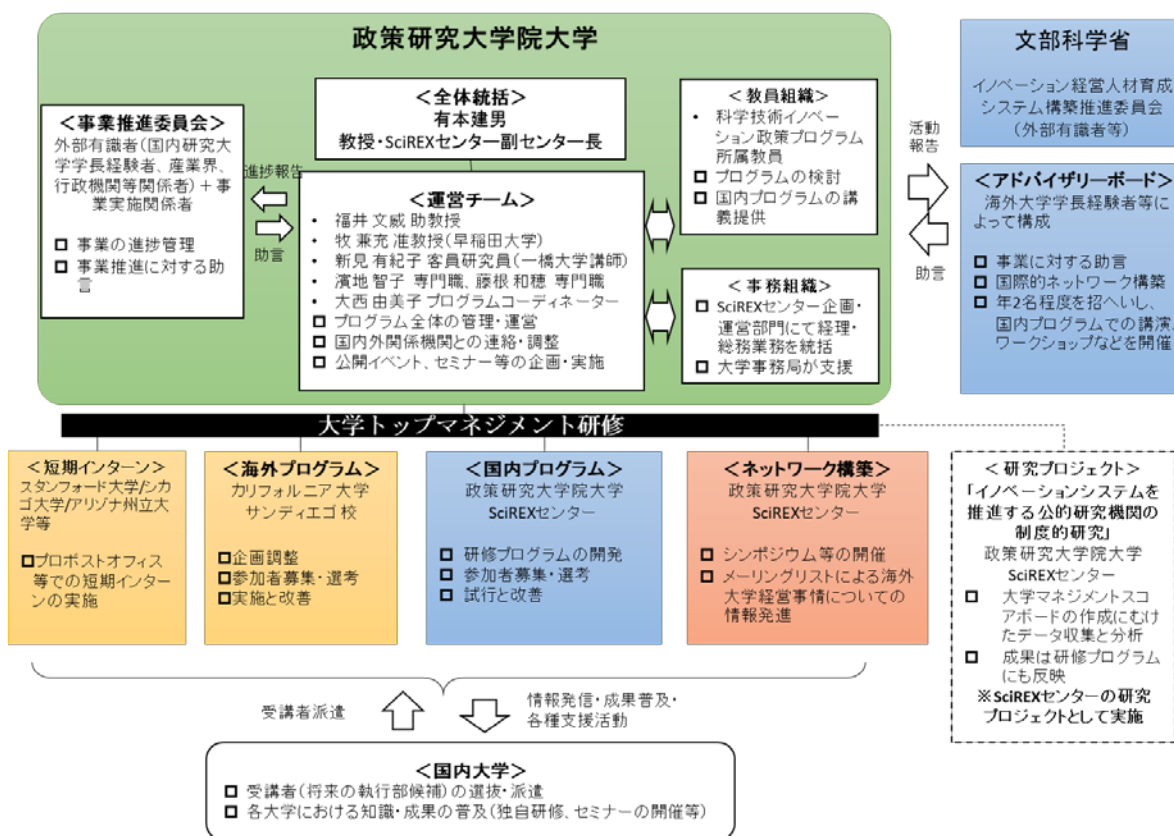 政策研究大学院大学
＜全体統括＞
有本建男
教授・SciREXセンター副センター長
＜事業推進委員会＞
外部有識者(国内研究大
学学長経験者、産業界、
行政機関等関係者)＋事
業実施関係者
□ 事業の進捗管理
□ 事業推進に対する助
言
進捗報告
助言
＜運営チーム＞
・ 福井 文威 助教授
・ 牧 兼充 准教授(早稲田大学)
・ 新見 有紀子 客員研究員(一橋大学講師)
・ 濱地 智子 専門職、藤根 和穂 専門職
・ 大西 由美子 プログラムコーディネーター
□ プログラム全体の管理・運営
□ 国内外関係機関との連絡・調整
□ 公開イベント、セミナー等の企画・実施
＜教員組織＞
・ 科学技術イノベ
ーション政策プログラム
所属教員
□ プログラムの検討
□ 国内プログラムの講
義提供
＜事務組織＞
□ SciREXセンター企画・
運営部門にて経理・
総務業務を統括
□ 大学事務局が支援
活動
報告
助言
文部科学省
イノベーション経営人材育成
システム構築推進委員会
(外部有識者等)
＜アドバイザリーボード＞
海外大学学長経験者等に
よって構成
□ 事業に対する助言
□ 国際的ネットワーク構築
□ 年2名程度を招へいし、
国内プログラムでの講演、
ワークショップなどを開催
大学トップマネジメント研修
＜短期インターン＞
スタンフォード大学/シカ
ゴ大学/アリゾナ州立大
学等
□プロボストオフィス
等での短期インター
ンの実施
＜海外プログラム＞
カリフォルニア大学
サンディエゴ校
□企画調整
□参加者募集・選考
□実施と改善
＜国内プログラム＞
政策研究大学院大学
SciREXセンター
□ 研修プログラムの開発
□ 参加者募集・選考
□ 試行と改善
＜ネットワーク構築＞
政策研究大学院大学
SciREXセンター
□ シンポジウム等の開催
□ メーリングリストによる海外
大学経営事情についての
情報発進
＜研究プロジェクト＞
「イノベーションシステムを
推進する公的研究機関の
制度的研究」
政策研究大学院大学
SciREXセンター
□ 大学マネジメントスコ
アボードの作成にむけ
たデータ収集と分析
□ 成果は研修プログラム
にも反映
※SciREXセンターの研究
プロジェクトとして実施
受講者派遣
情報発信・成果普及・
各種支援活動
＜国内大学＞
□ 受講者(将来の執行部候補)の選抜・派遣
□ 各大学における知識・成果の普及(独自研修、セミナーの開催等)